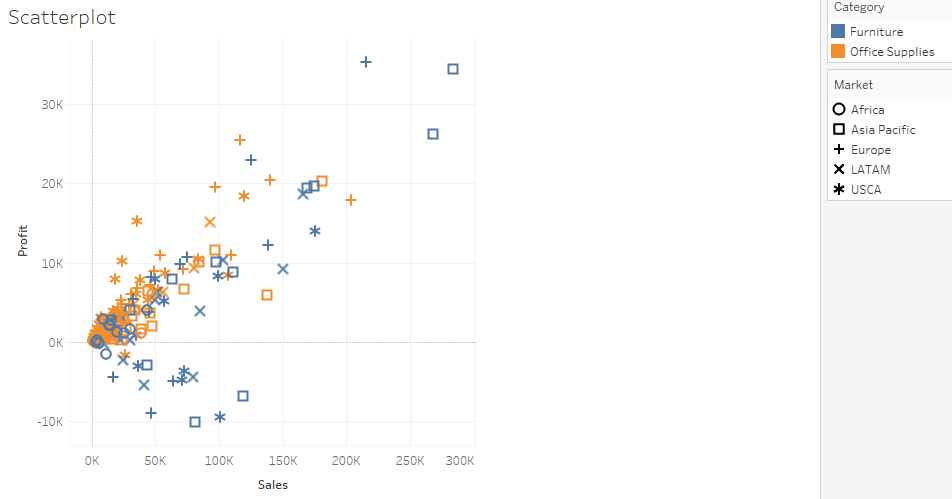 Scatterplot
Category
Furniture
Office Supplies
Market
Africa
Asia Pacific
Europe
LATAM
USCA
Profit
30K
20K
10K
0K
-10K
0K 50K 100K 150K 200K 250K 300K
Sales